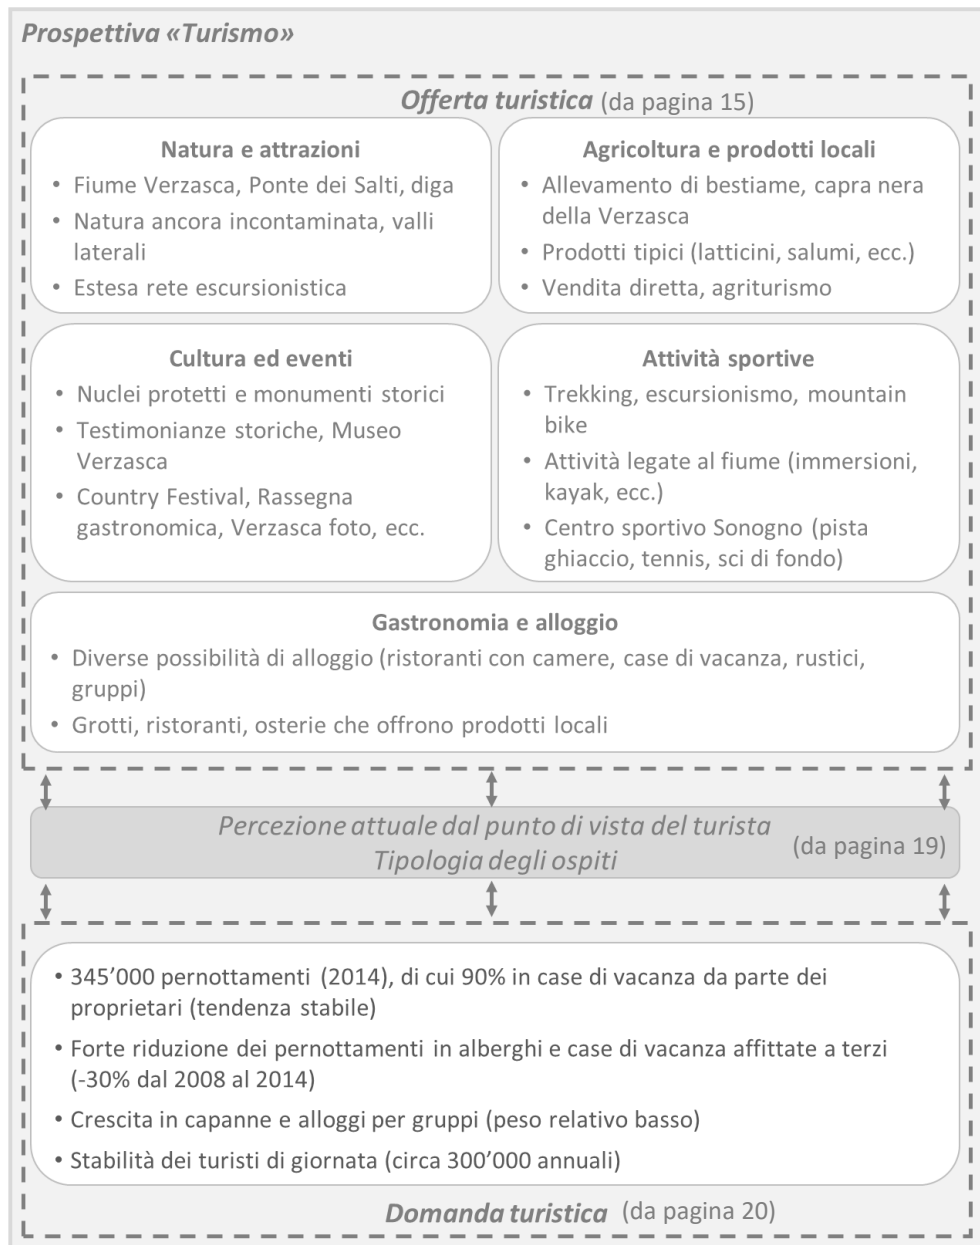 Prospettiva «Turismo»
Offerta turistica (da pagina 15)
Natura e attrazioni
• Fiume Verzasca, Ponte dei Salti, diga
• Natura ancora incontaminata, valli
laterali
• Estesa rete escursionistica
Agricoltura e prodotti locali
• Allevamento di bestiame, capra nera
della Verzasca
• Prodotti tipici (latticini, salumi, ecc.)
• Vendita diretta, agriturismo
Cultura ed eventi
• Nuclei protetti e monumenti storici
• Testimonianze storiche, Museo
Verzasca
• Country Festival, Rassegna
gastronomica, Verzasca foto, ecc.
Attività sportive
• Trekking, escursionismo, mountain
bike
• Attività legate al fiume (immersioni,
kayak, ecc.)
• Centro sportivo Sonogno (pista
ghiaccio, tennis, sci di fondo)
Gastronomia e alloggio
• Diverse possibilità di alloggio (ristoranti con camere, case di vacanza, rustici,
gruppi)
• Grotti, ristoranti, osterie che offrono prodotti locali
Percezione attuale dal punto di vista del turista
Tipologia degli ospiti
(da pagina 19)
• 345’000 pernottamenti (2014), di cui 90% in case di vacanza da parte dei
proprietari (tendenza stabile)
• Forte riduzione dei pernottamenti in alberghi e case di vacanza affittate a terzi
(-30% dal 2008 al 2014)
• Crescita in capanne e alloggi per gruppi (peso relativo basso)
• Stabilità dei turisti di giornata (circa 300’000 annuali)
Domanda turistica (da pagina 20)